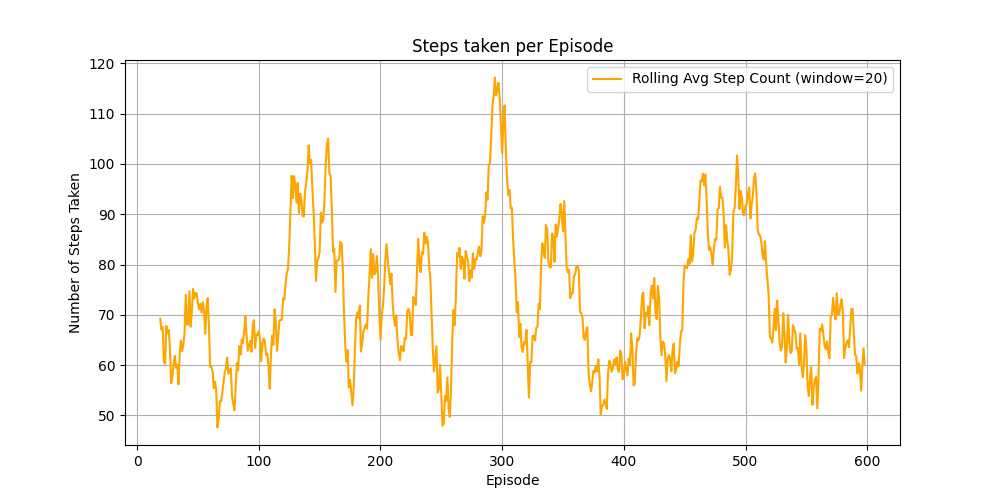 Steps taken per Episode
Rolling Avg Step Count (window=20)
Number of Steps Taken
120
110
100
90
80
70
60
50
0 100 200 300 400 500 600
Episode